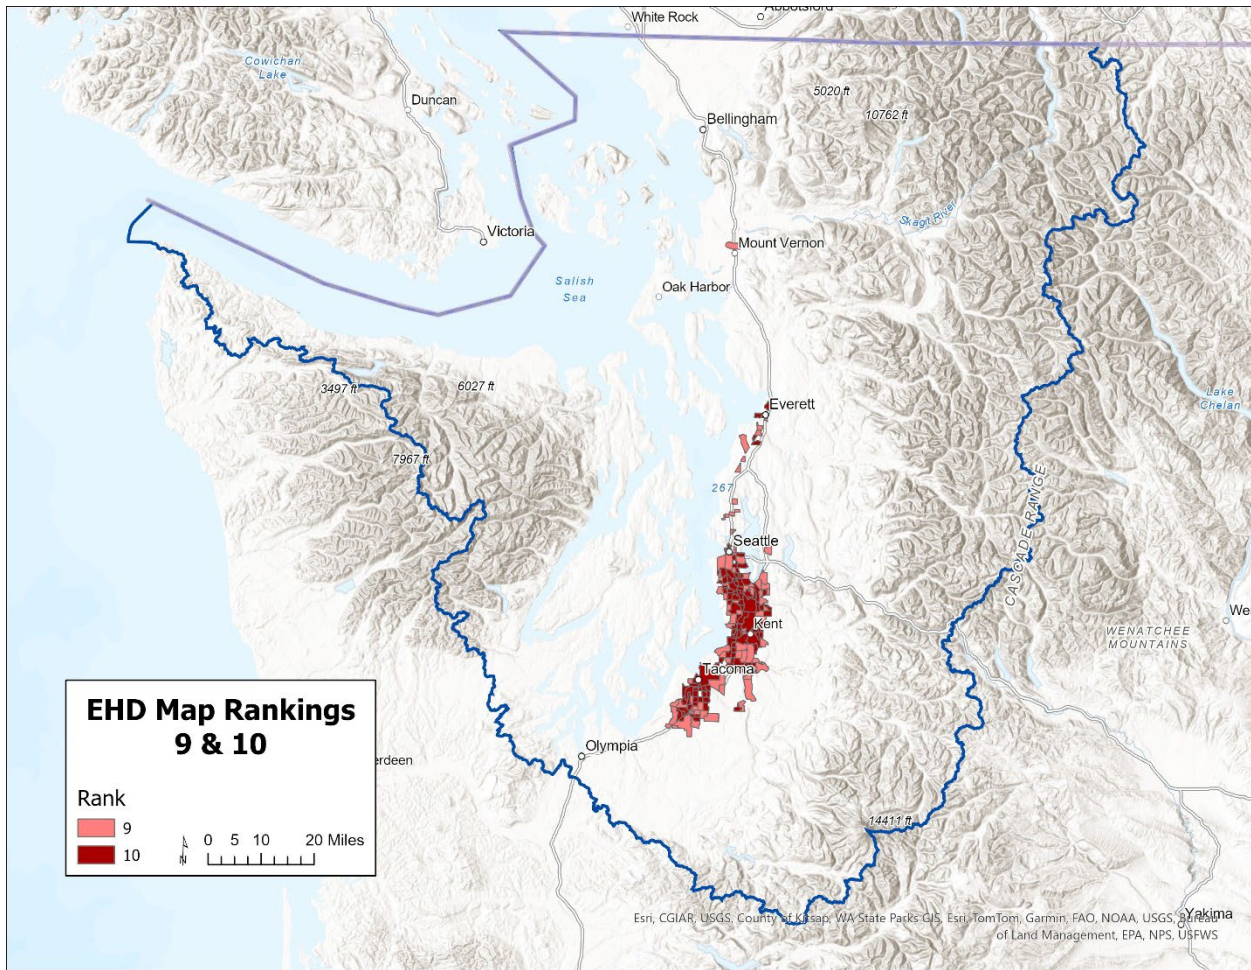 Abbotsford
White Rock
Cowichan
Lake
5020 ft
Duncan
10762 ft
Bellingham
Skagit River
Victoria
Mount Vernon
Salish
Sea
Oak Harbor
3497 ft
6027 ft
Lake
Chelan
Everett
7967 ft
267
CASCADE RANGE
Seattle
We
Kent
WENATCHEE
MOUNTAINS
Tacoma
EHD Map Rankings
9 & 10
Olympia
erdeen
Rank
9
10
N
0 5 10 20 Miles
14411 ft
Yakima
Esri, CGIAR, USGS, County of Kitsap, WA State Parks GIS, Esri, TomTom, Garmin, FAO, NOAA, USGS, Bureau
of Land Management, EPA, NPS, USFWS